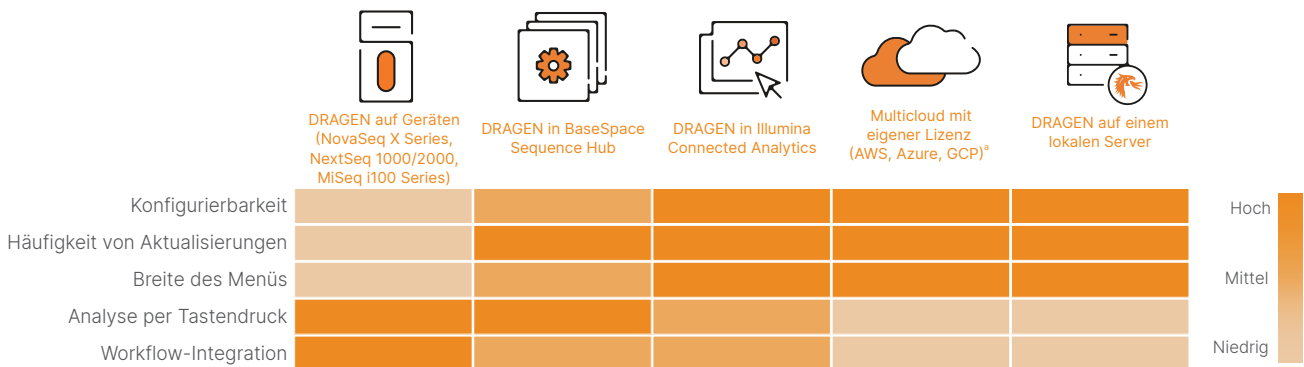 DRAGEN auf Geräten
(NovaSeq X Series,
NextSeq 1000/2000,
MiSeq i100 Series)
DRAGEN in BaseSpace
Sequence Hub
DRAGEN in Illumina
Connected Analytics
Multicloud mit
eigener Lizenz
(AWS, Azure, GCP)ᵃ
DRAGEN auf einem
lokalen Server
Konfigurierbarkeit
Häufigkeit von Aktualisierungen
Breite des Menüs
Analyse per Tastendruck
Workflow-Integration
Hoch
Mittel
Niedrig